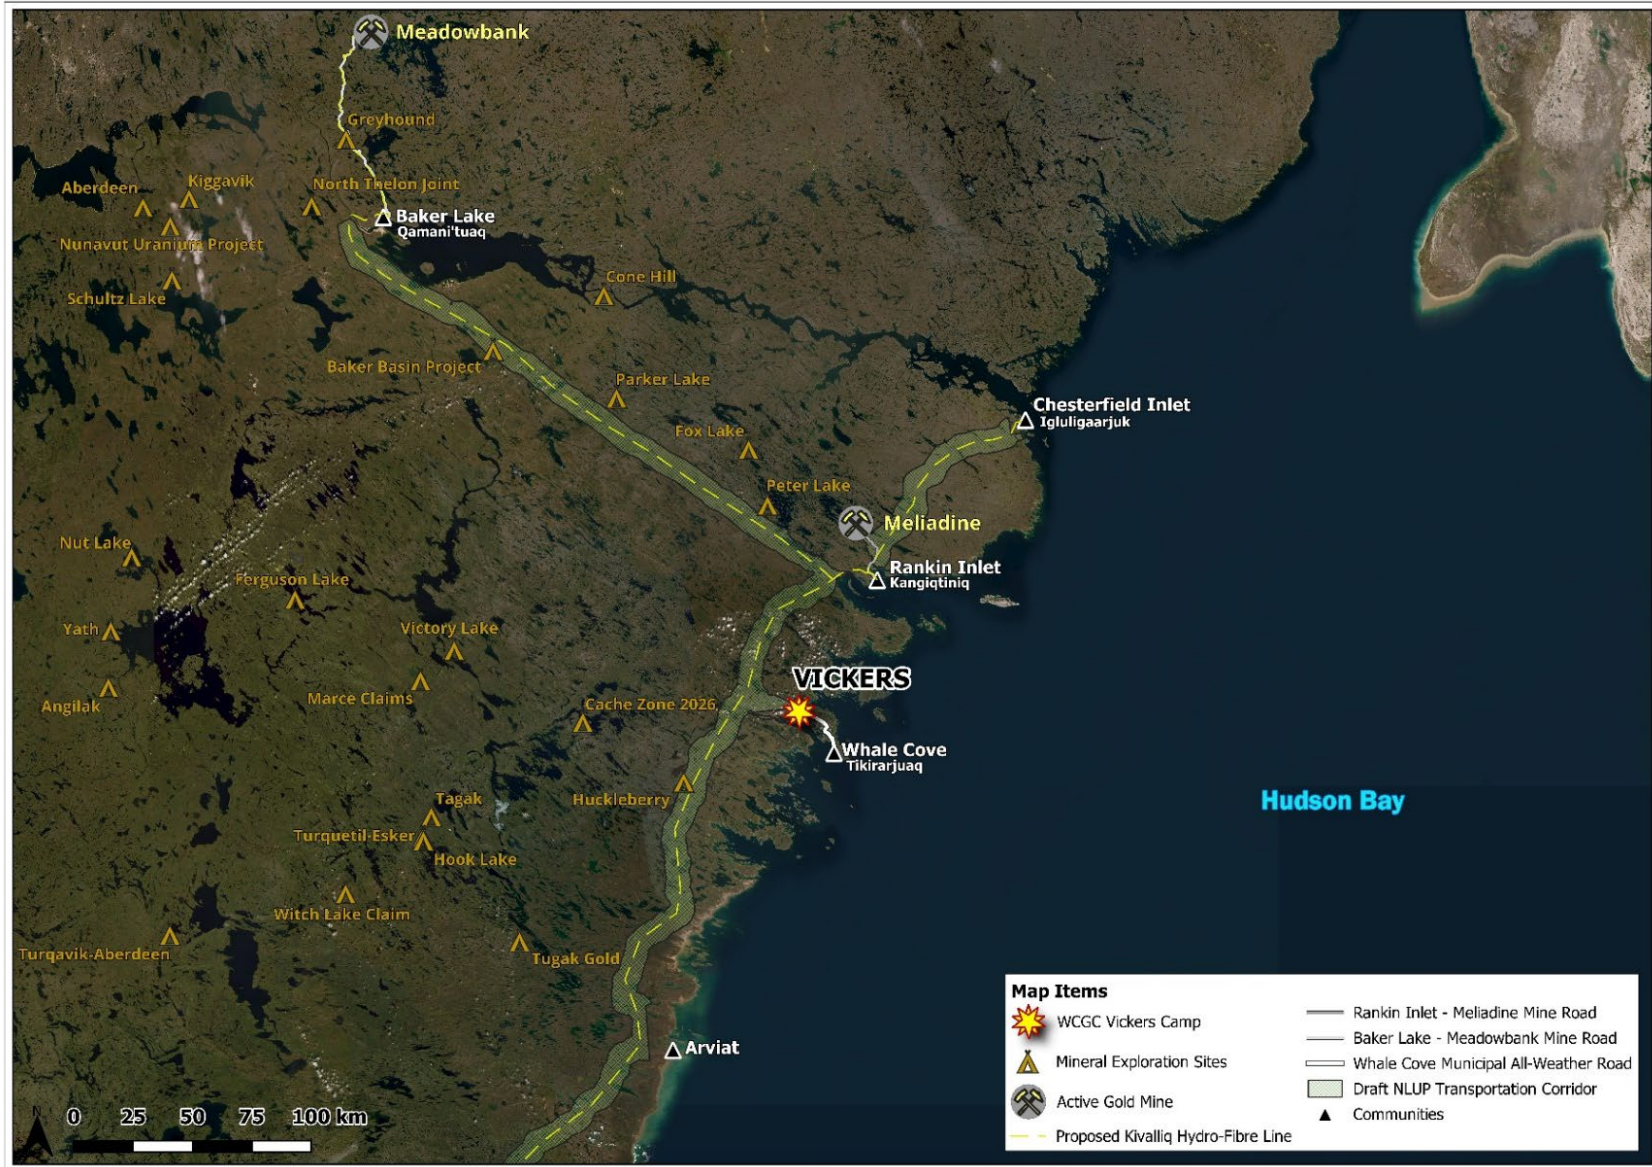 Meadowbank
Greyhound
Aberdeen
Kiggavik
North Thelon Joint
Baker Lake
Qamani'tuaq
Nunavut Uranium Project
Schultz Lake
Cone Hill
Baker Basin Project
Parker Lake
Chesterfield Inlet
Igluligaarjuk
Fox Lake
Peter Lake
Meliadine
Nut Lake
Rankin Inlet
Kangiqtiniq
Ferguson Lake
Yath
Victory Lake
VICKERS
Marce Claims
Angilak
Cache Zone 2026
Whale Cove
Tikirarjuaq
Huckleberry
Hudson Bay
Tagak
Turquetil-Esker
Hook Lake
Witch Lake Claim
Turqavik-Aberdeen
Tugak Gold
Arviat
N
0 25 50 75 100 km
Map Items
WCGC Vickers Camp
Mineral Exploration Sites
Active Gold Mine
Proposed Kivalliq Hydro-Fibre Line
Rankin Inlet - Meliadine Mine Road
Baker Lake - Meadowbank Mine Road
Whale Cove Municipal All-Weather Road
Draft NLUP Transportation Corridor
Communities